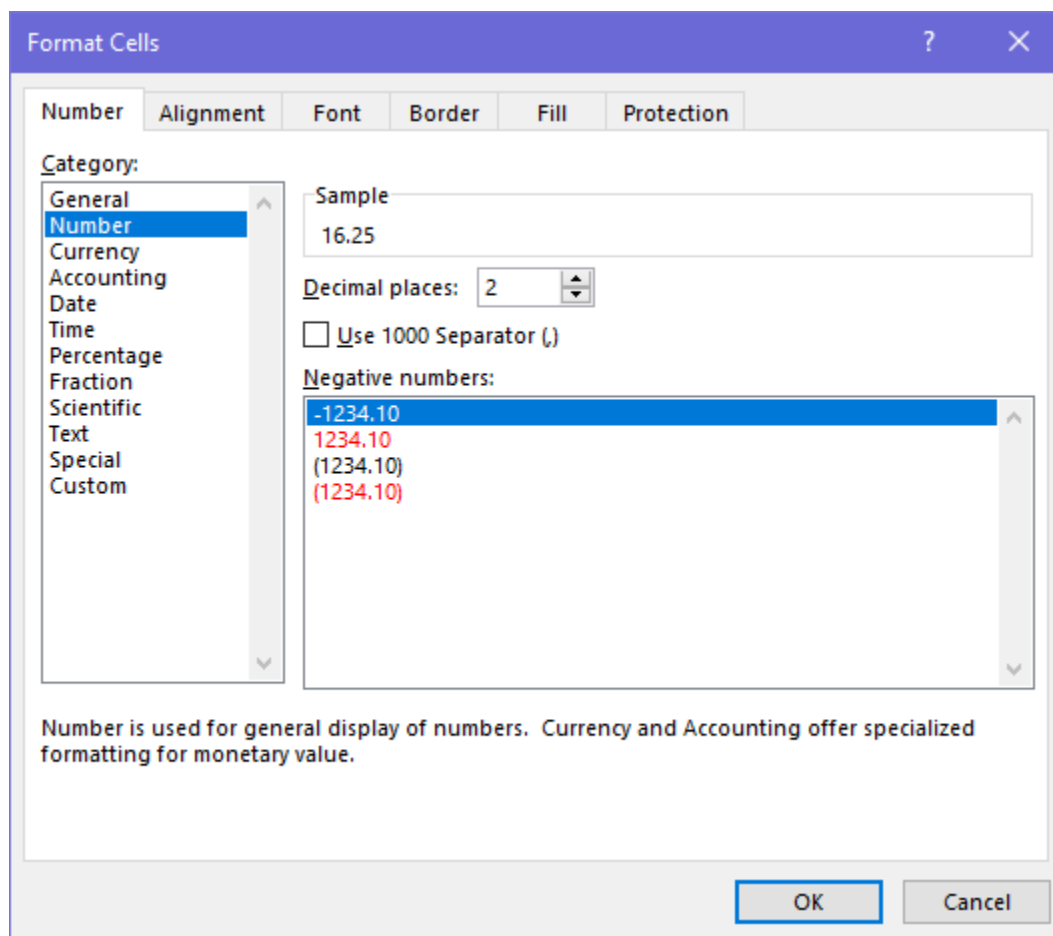 Format Cells ?
Number Alignment Font Border Fill Protection
Category:
General
Number
Currency
Accounting
Date
Time
Percentage
Fraction
Scientific
Text
Special
Custom
Sample
16.25
Decimal places: 2
Use 1000 Separator (,)
Negative numbers:
-1234.10
1234.10
(1234.10)
(1234.10)
Number is used for general display of numbers.  Currency and Accounting offer specialized
formatting for monetary value.
OK Cancel